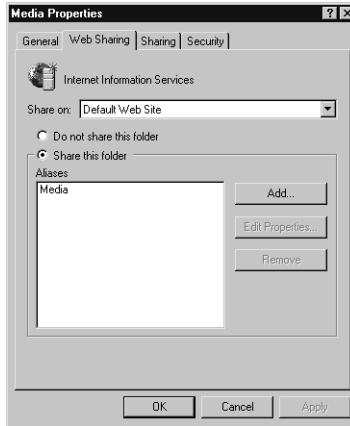 Media Properties
General Web Sharing Sharing Security
Internet Information Services
Share on: Default Web Site
Do not share this folder
Share this folder
Aliases
Media
Add...
Edit Properties...
Remove
OK Cancel Apply